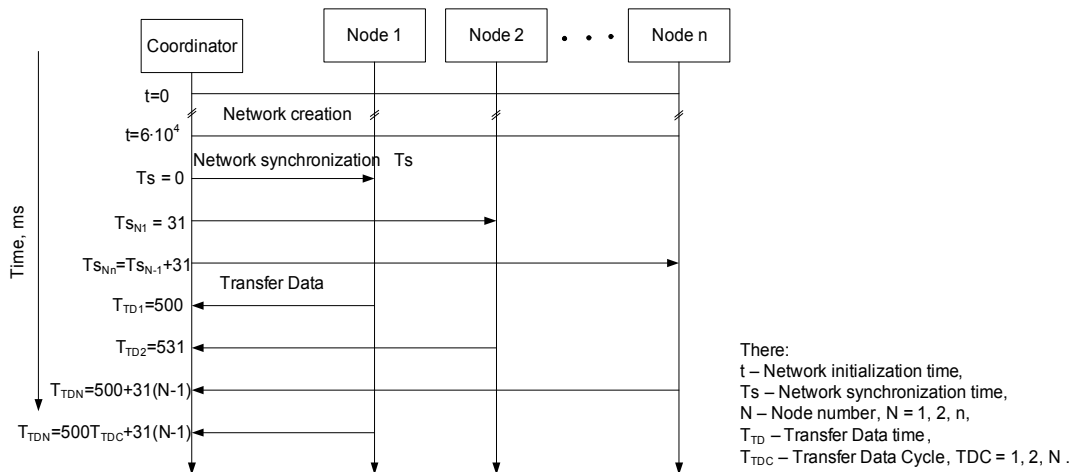 Coordinator
Node 1
Node 2
Node n
t=0
Network creation
t=6·10⁴
Network synchronization Ts
Ts = 0
Ts_N1 = 31
Ts_Nn=Ts_N-1+31
Transfer Data
T_TD1=500
T_TD2=531
T_TDN=500+31(N-1)
T_TDN=500T_TDC+31(N-1)
Time, ms
There:
t – Network initialization time,
Ts – Network synchronization time,
N – Node number, N = 1, 2, n,
T_TD – Transfer Data time,
T_TDC – Transfer Data Cycle, TDC = 1, 2, N .